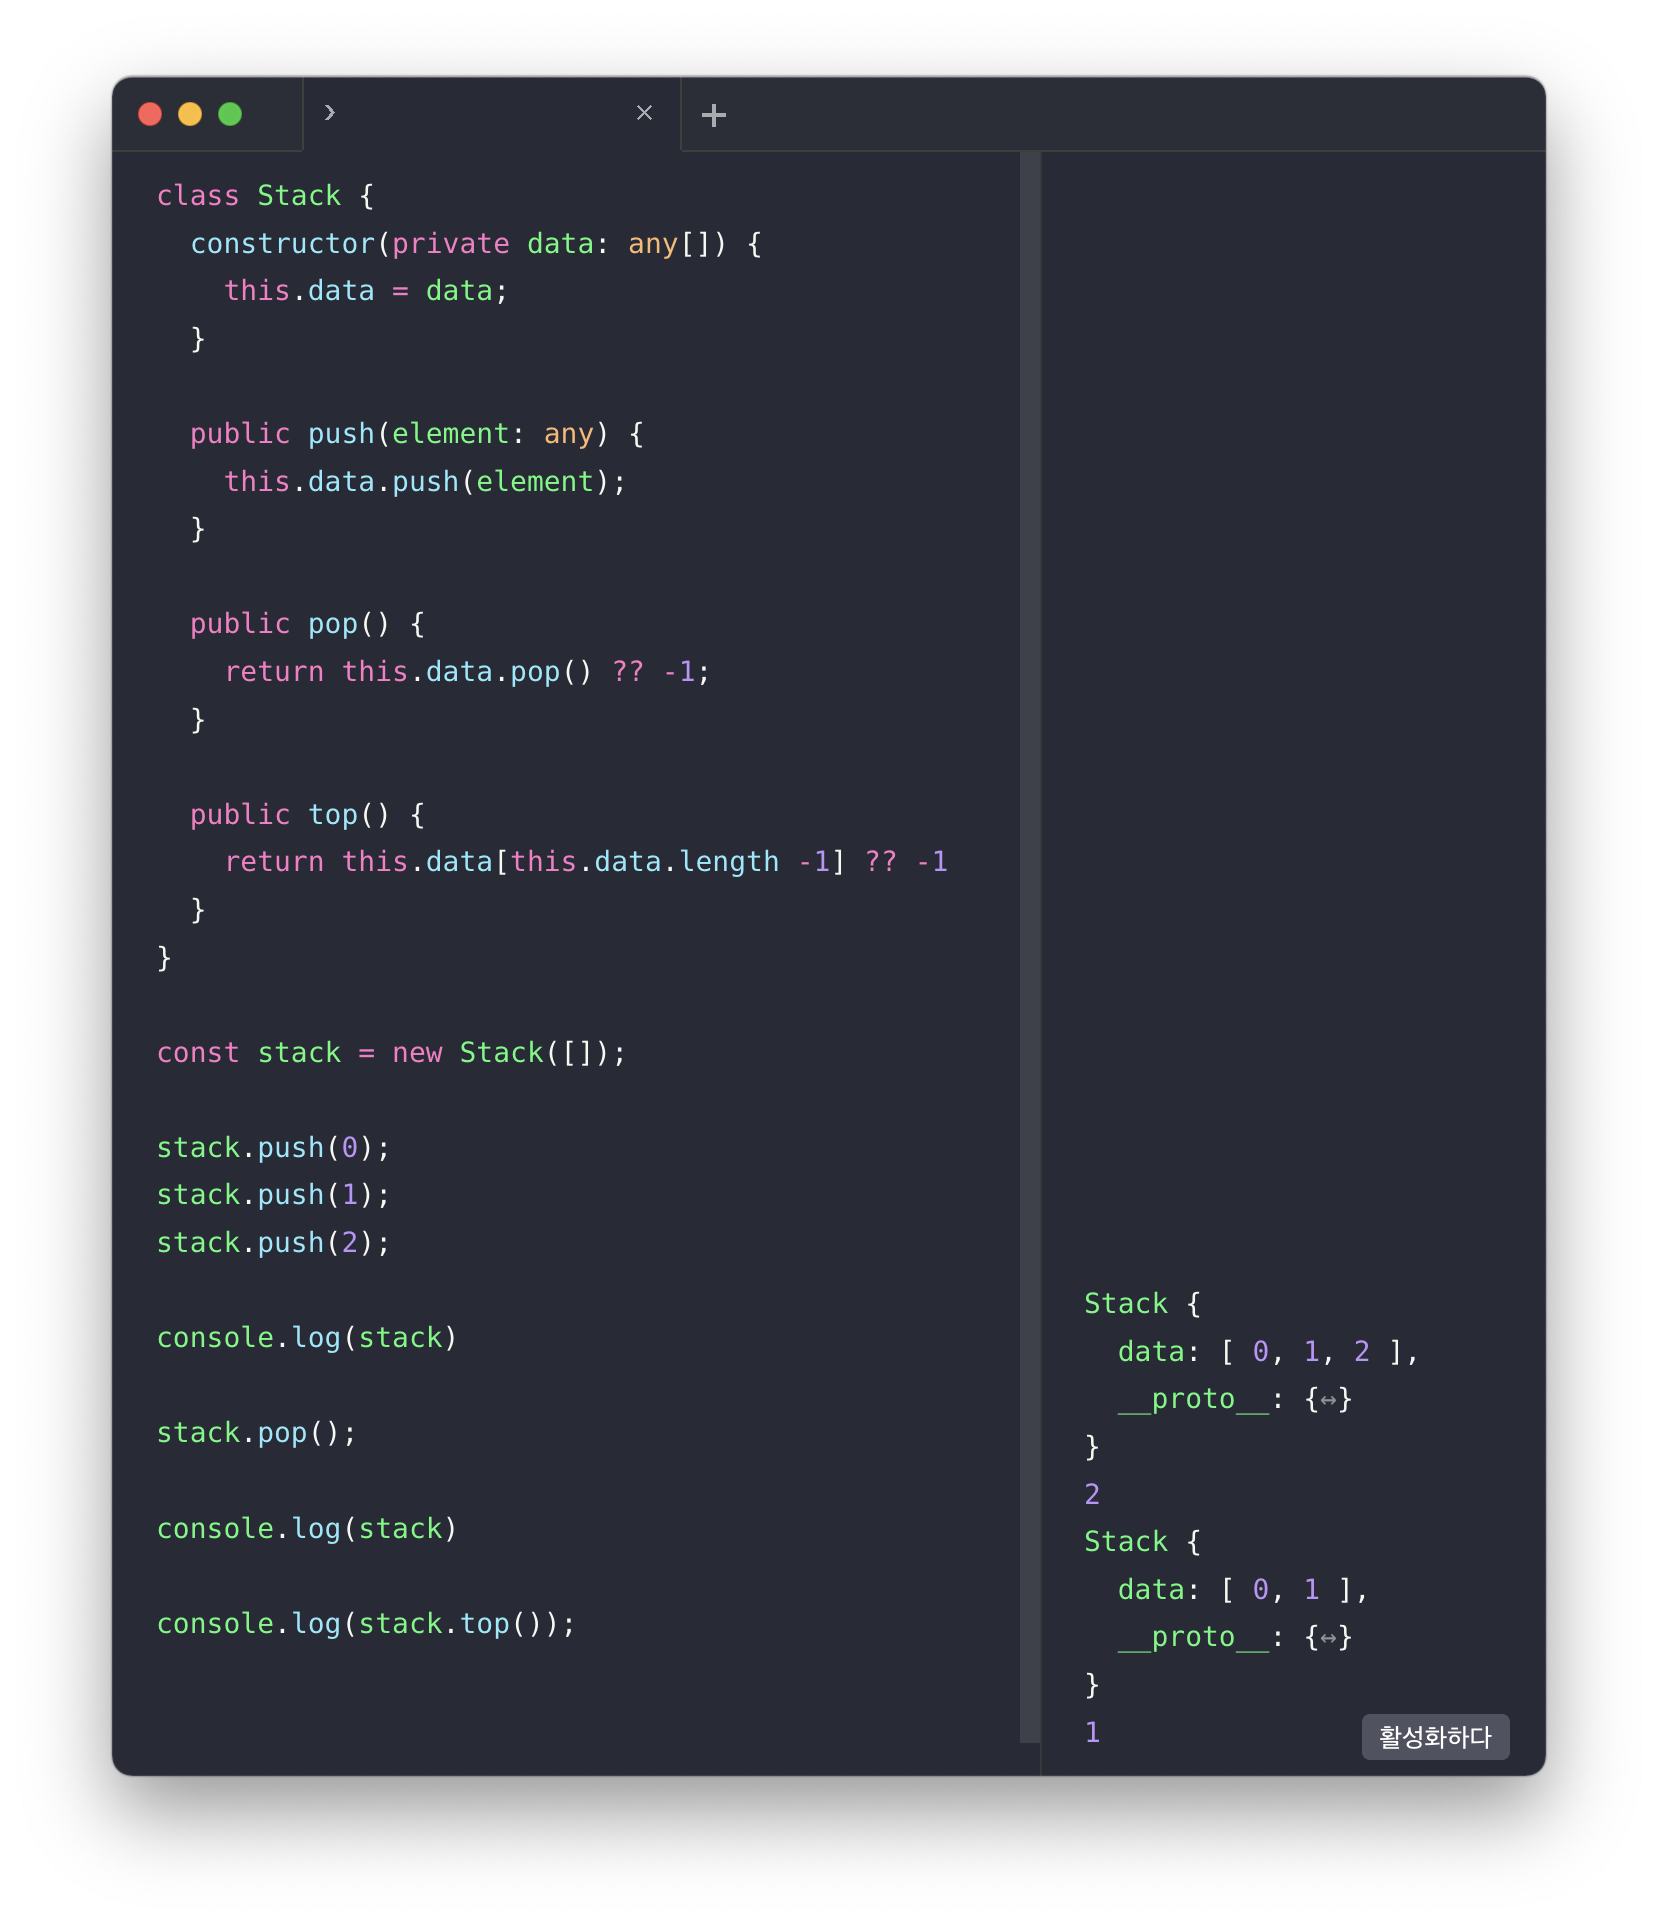 class Stack {
  constructor(private data: any[]) {
    this.data = data;
  }

  public push(element: any) {
    this.data.push(element);
  }

  public pop() {
    return this.data.pop() ?? -1;
  }

  public top() {
    return this.data[this.data.length -1] ?? -1
  }
}

const stack = new Stack([]);

stack.push(0);
stack.push(1);
stack.push(2);

console.log(stack)

stack.pop();

console.log(stack)

console.log(stack.top());

Stack {
  data: [ 0, 1, 2 ],
  __proto__: {↔}
}
2
Stack {
  data: [ 0, 1 ],
  __proto__: {↔}
}
1
활성화하다